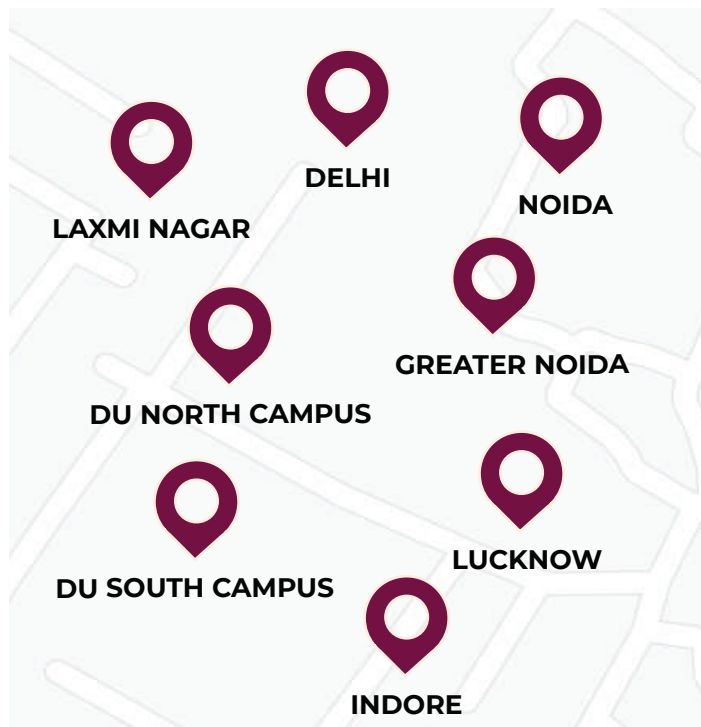 DELHI
NOIDA
LAXMI NAGAR
GREATER NOIDA
DU NORTH CAMPUS
LUCKNOW
DU SOUTH CAMPUS
INDORE